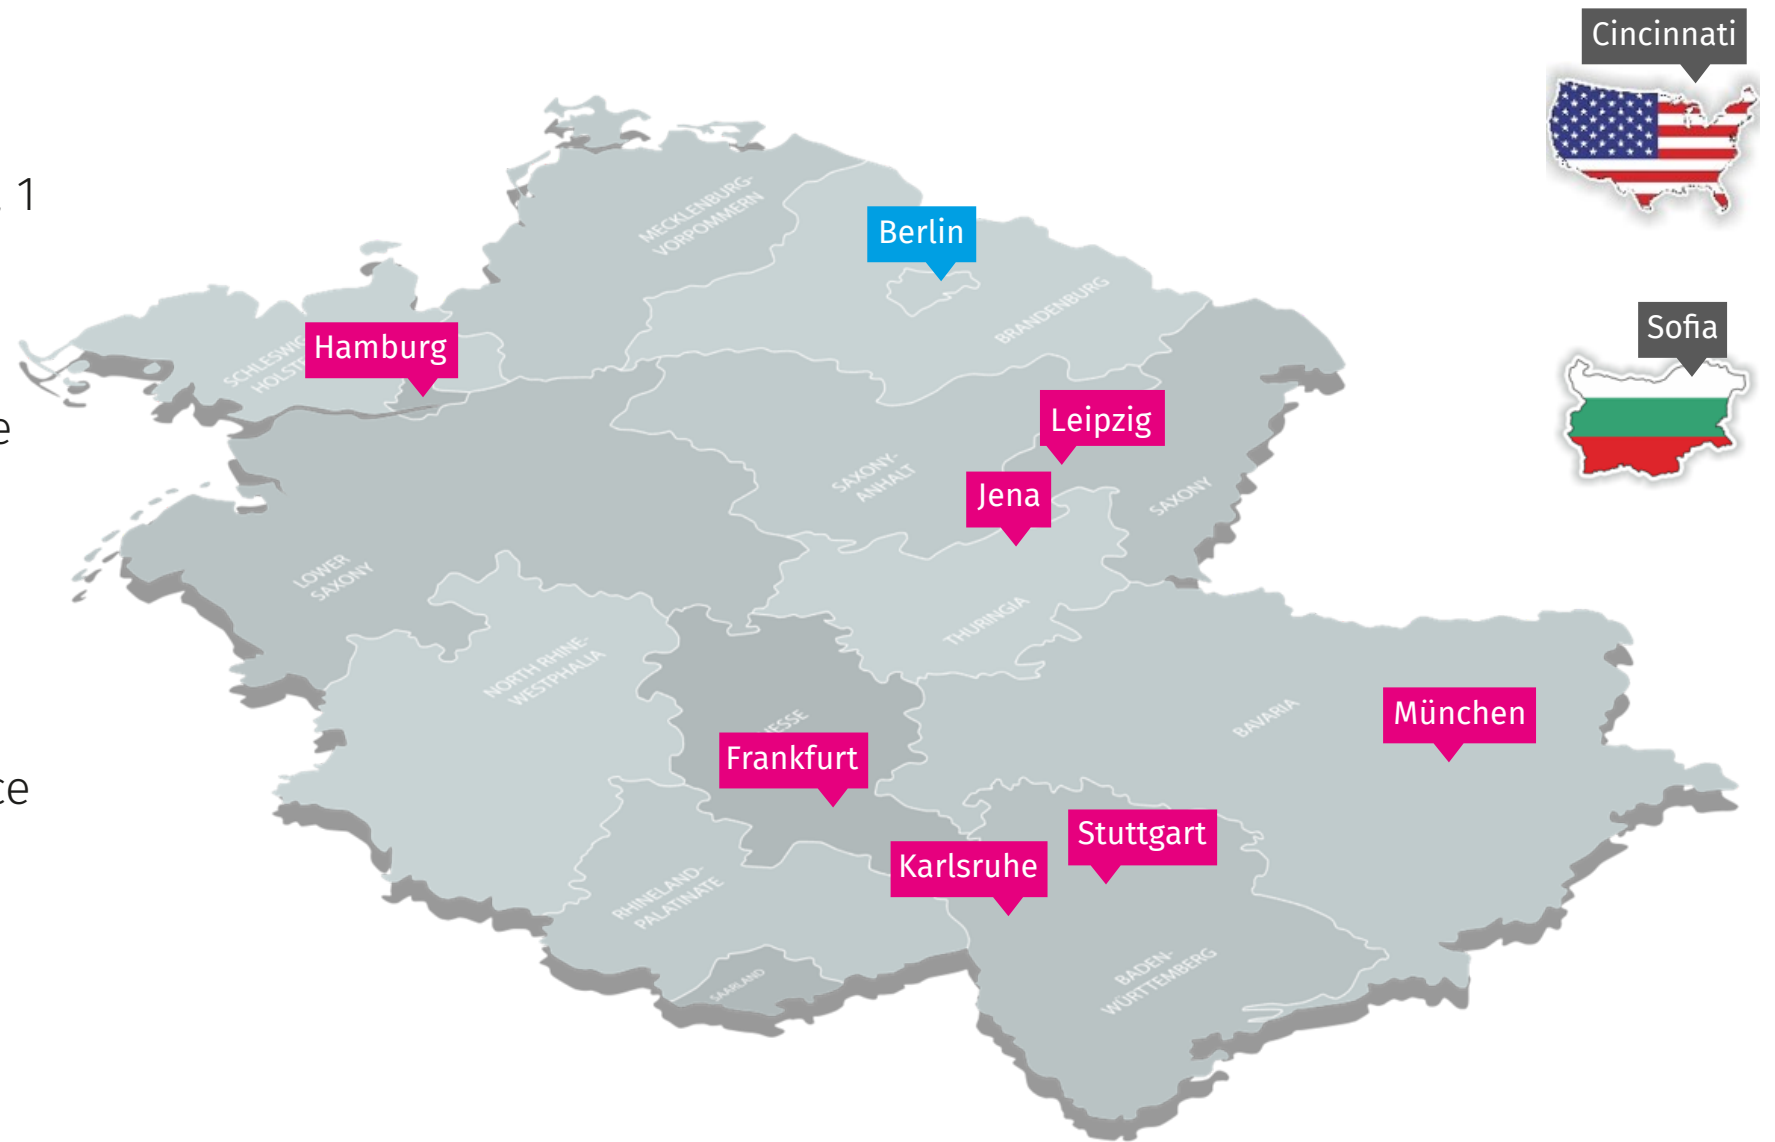 Cincinnati
1
MECKLENBURG-
VORPOMMERN
Berlin
BRANDENBURG
Sofia
Hamburg
Leipzig
SAXONY-
ANHALT
Jena
SAXONY
LOWER
SAXONY
THURINGIA
NORTH RHINE-
WESTPHALIA
BAVARIA
München
Frankfurt
Stuttgart
Karlsruhe
RHINELAND-
PALATINATE
SAARLAND
BADEN-
WÜRTTEMBERG